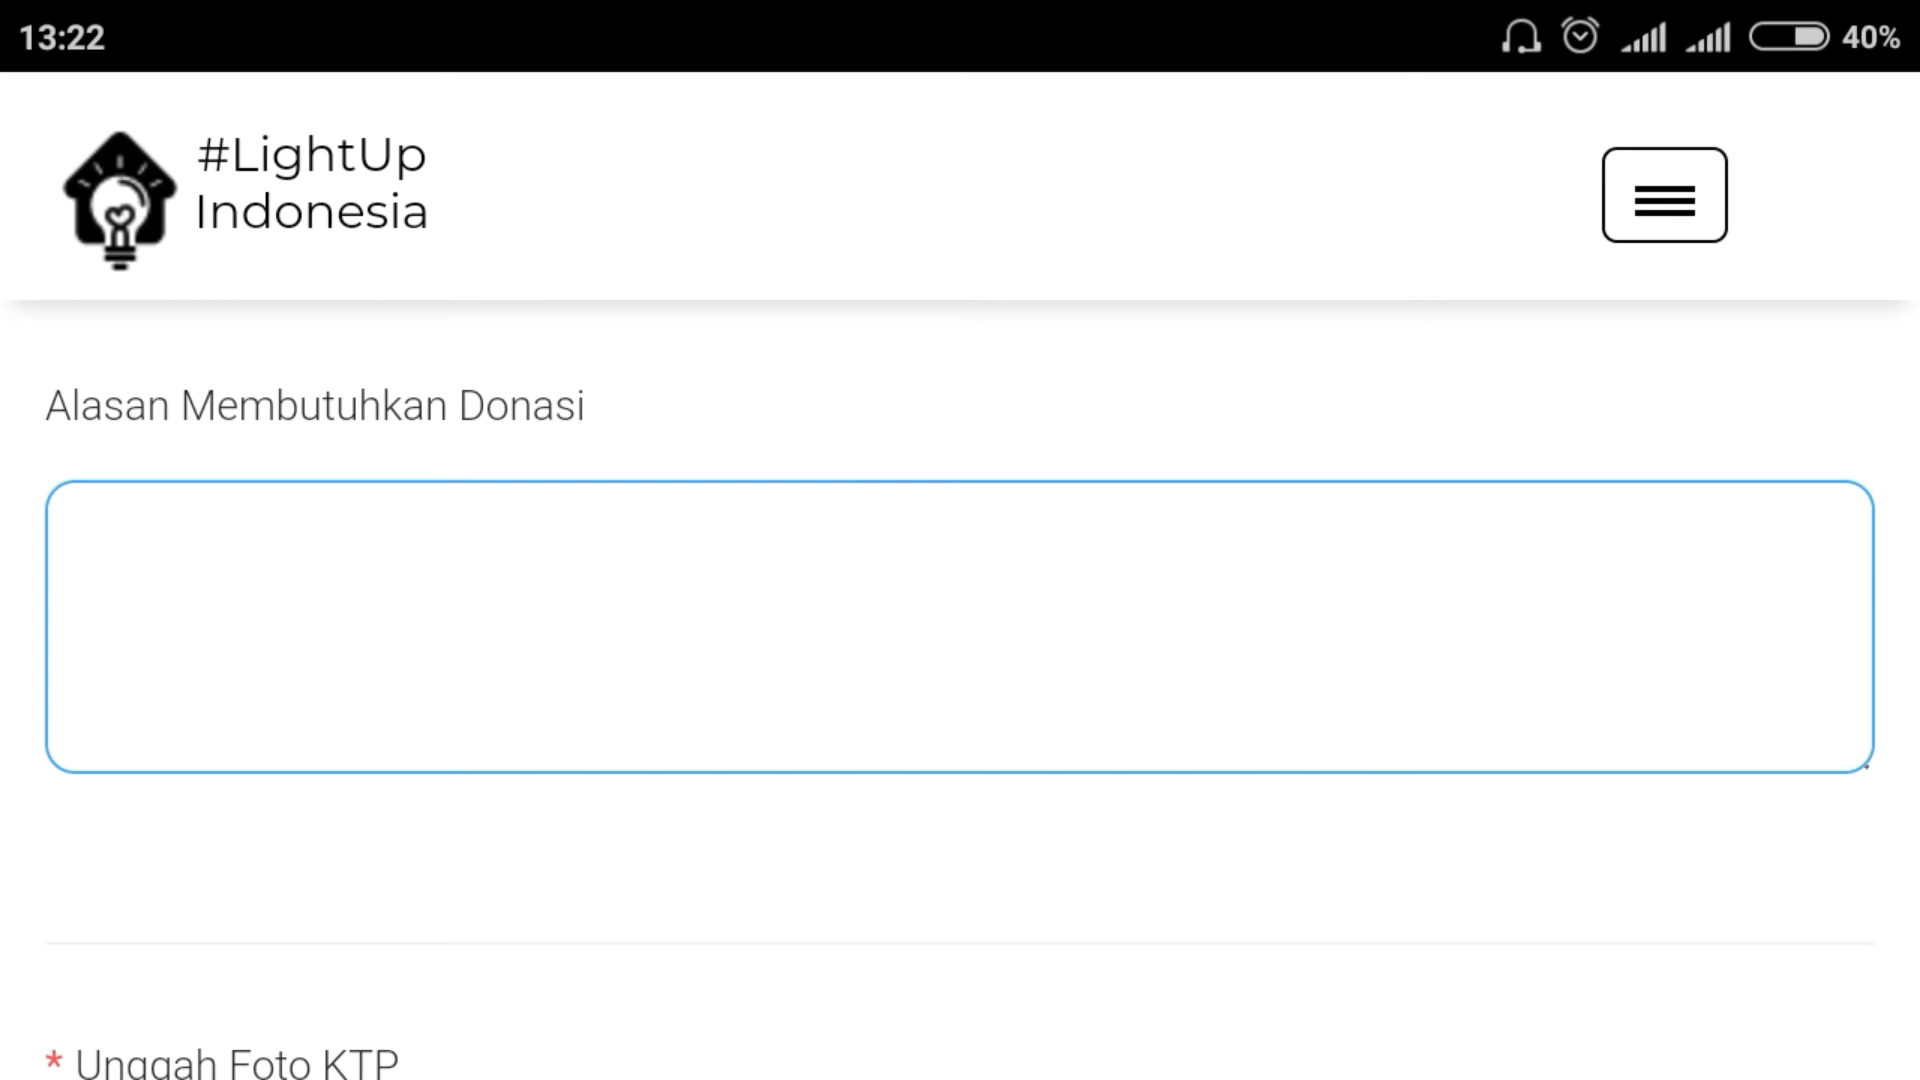 13:22
40%
#LightUp
Indonesia
Alasan Membutuhkan Donasi
* Unggah Foto KTP